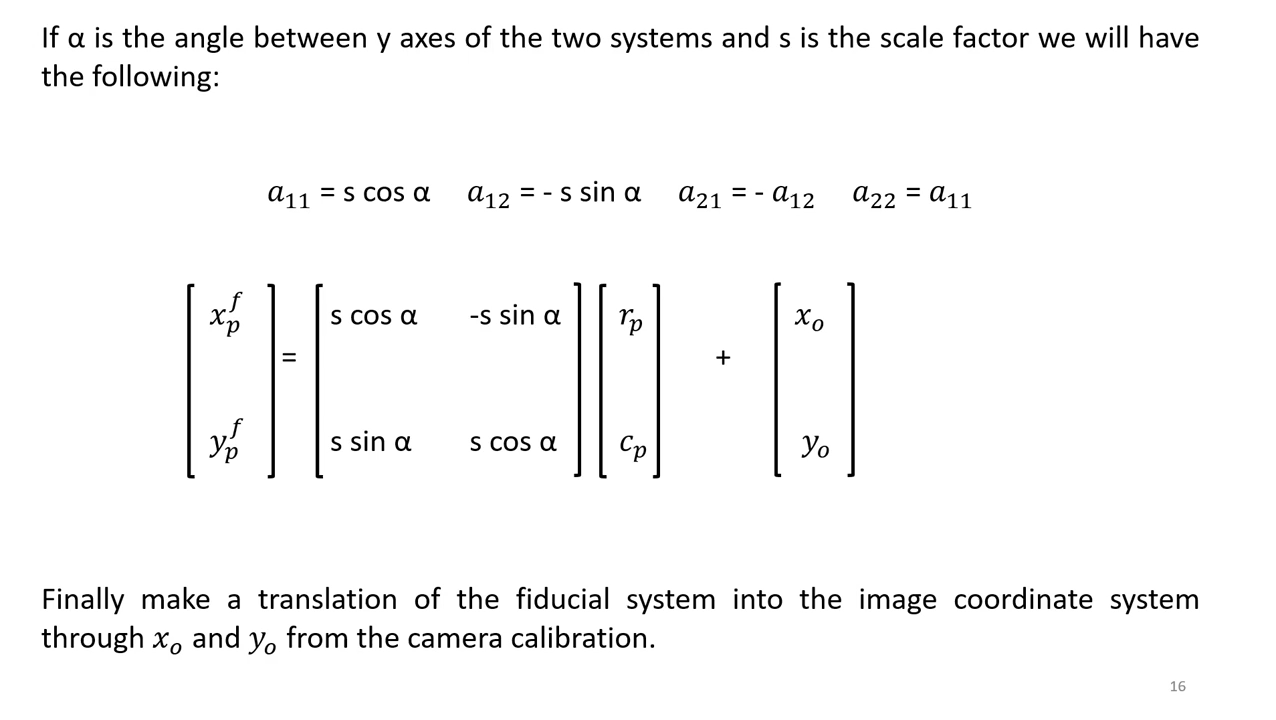 If α is the angle between y axes of the two systems and s is the scale factor we will have
the following:
a₁₁ = s cos α a₁₂ = - s sin α a₂₁ = - a₁₂ a₂₂ = a₁₁
[x_p^f] [s cos α -s sin α] [r_p] [x_o]
= +
[y_p^f] [s sin α s cos α] [c_p] [y_o]
Finally make a translation of the fiducial system into the image coordinate system
through x_o and y_o from the camera calibration.
16